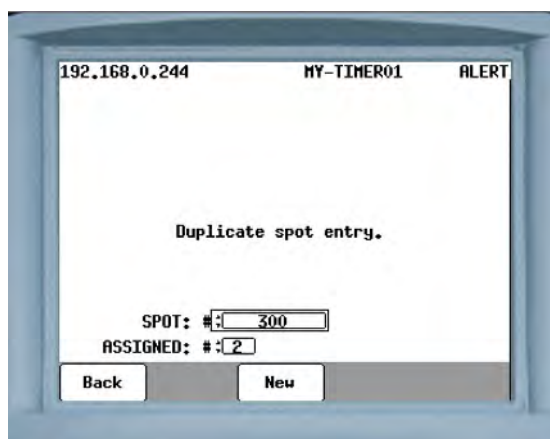 192.168.0.244 MY-TIMER01 ALERT
Duplicate spot entry.
SPOT: # 300
ASSIGNED: # 2
Back New